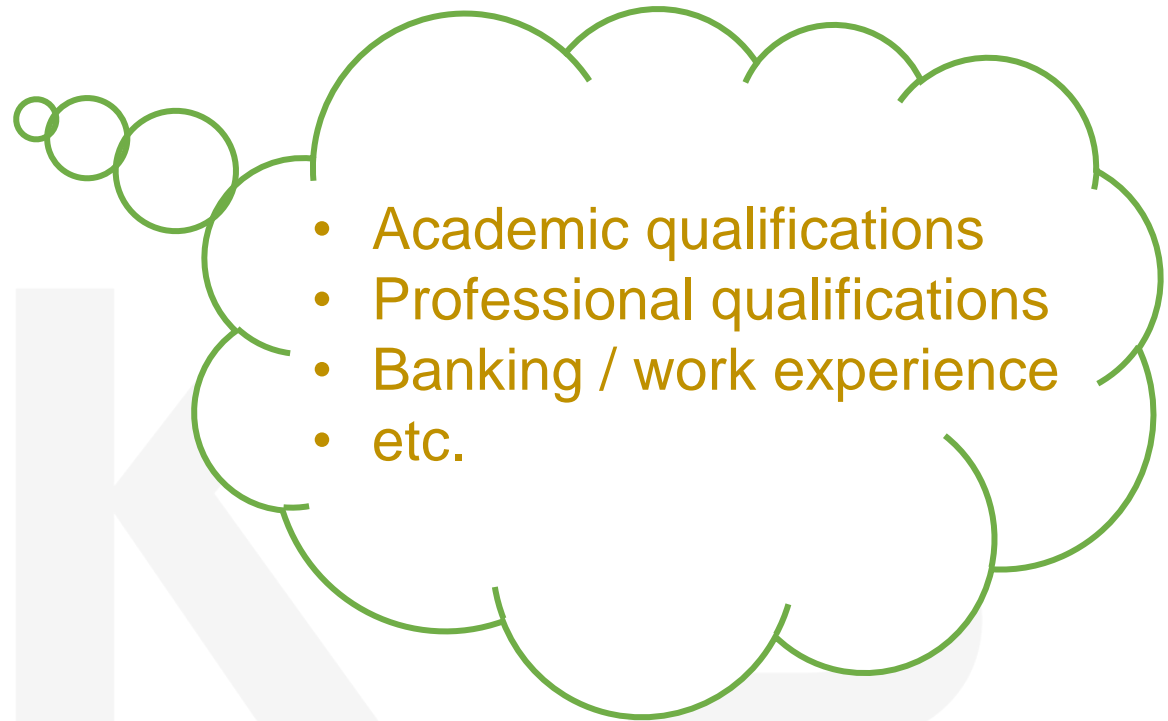 • Academic qualifications
• Professional qualifications
• Banking / work experience
• etc.